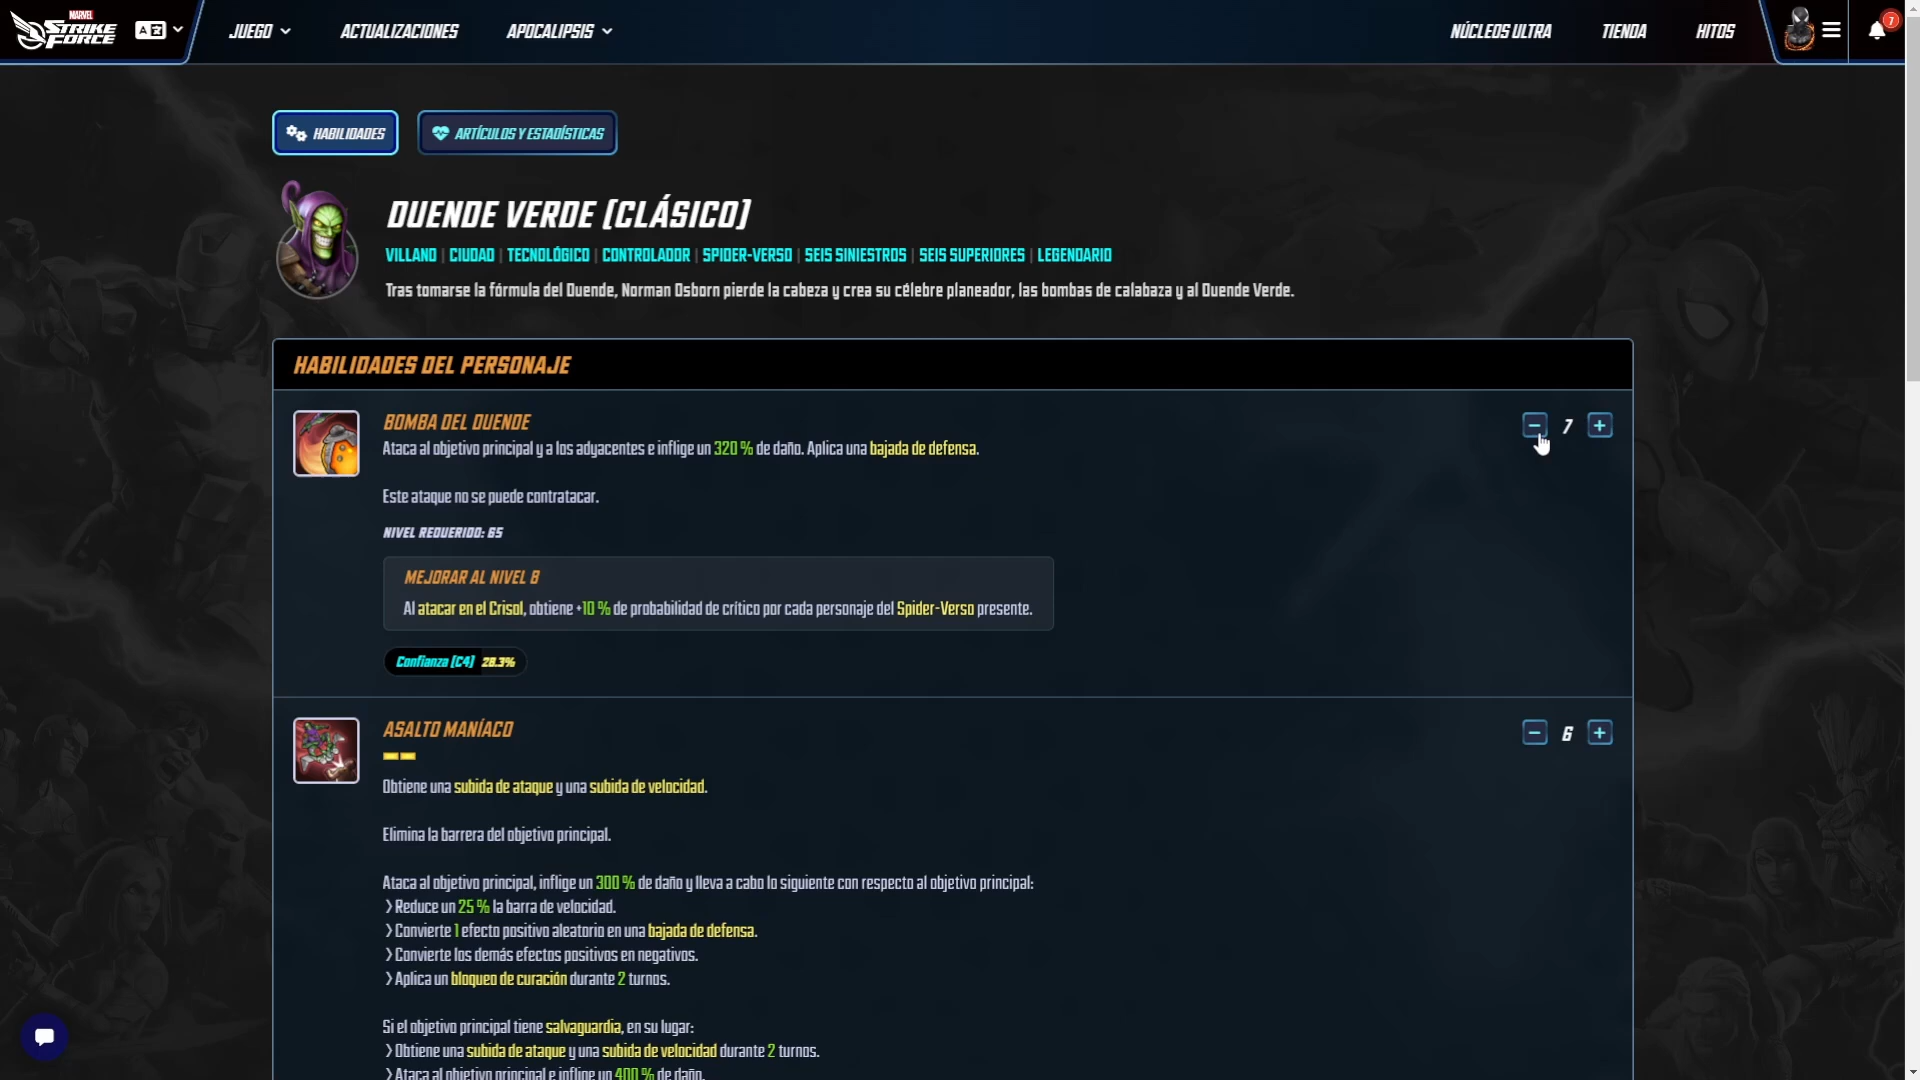 MARVEL
STRIKE
FORCE
JUEGO
ACTUALIZACIONES
APOCALIPSIS
NÚCLEOS ULTRA
TIENDA
HITOS
7
HABILIDADES
ARTÍCULOS Y ESTADÍSTICAS
DUENDE VERDE (CLÁSICO)
VILLANO | CIUDAD | TECNOLÓGICO | CONTROLADOR | SPIDER-VERSO | SEIS SINIESTROS | SEIS SUPERIORES | LEGENDARIO
Tras tomarse la fórmula del Duende, Norman Osborn pierde la cabeza y crea su célebre planeador, las bombas de calabaza y al Duende Verde.
HABILIDADES DEL PERSONAJE
BOMBA DEL DUENDE
- 7 +
Ataca al objetivo principal y a los adyacentes e inflige un 320 % de daño. Aplica una bajada de defensa.
Este ataque no se puede contratacar.
NIVEL REQUERIDO: 65
MEJORAR AL NIVEL 8
Al atacar en el Crisol, obtiene +10 % de probabilidad de crítico por cada personaje del Spider-Verso presente.
Confianza [C4] 28.3%
ASALTO MANÍACO
- 6 +
Obtiene una subida de ataque y una subida de velocidad.
Elimina la barrera del objetivo principal.
Ataca al objetivo principal, inflige un 300 % de daño y lleva a cabo lo siguiente con respecto al objetivo principal:
> Reduce un 25 % la barra de velocidad.
> Convierte 1 efecto positivo aleatorio en una bajada de defensa.
> Convierte los demás efectos positivos en negativos.
> Aplica un bloqueo de curación durante 2 turnos.
Si el objetivo principal tiene salvaguardia, en su lugar:
> Obtiene una subida de ataque y una subida de velocidad durante 2 turnos.
> Ataca al objetivo principal e inflige un 400 % de daño.